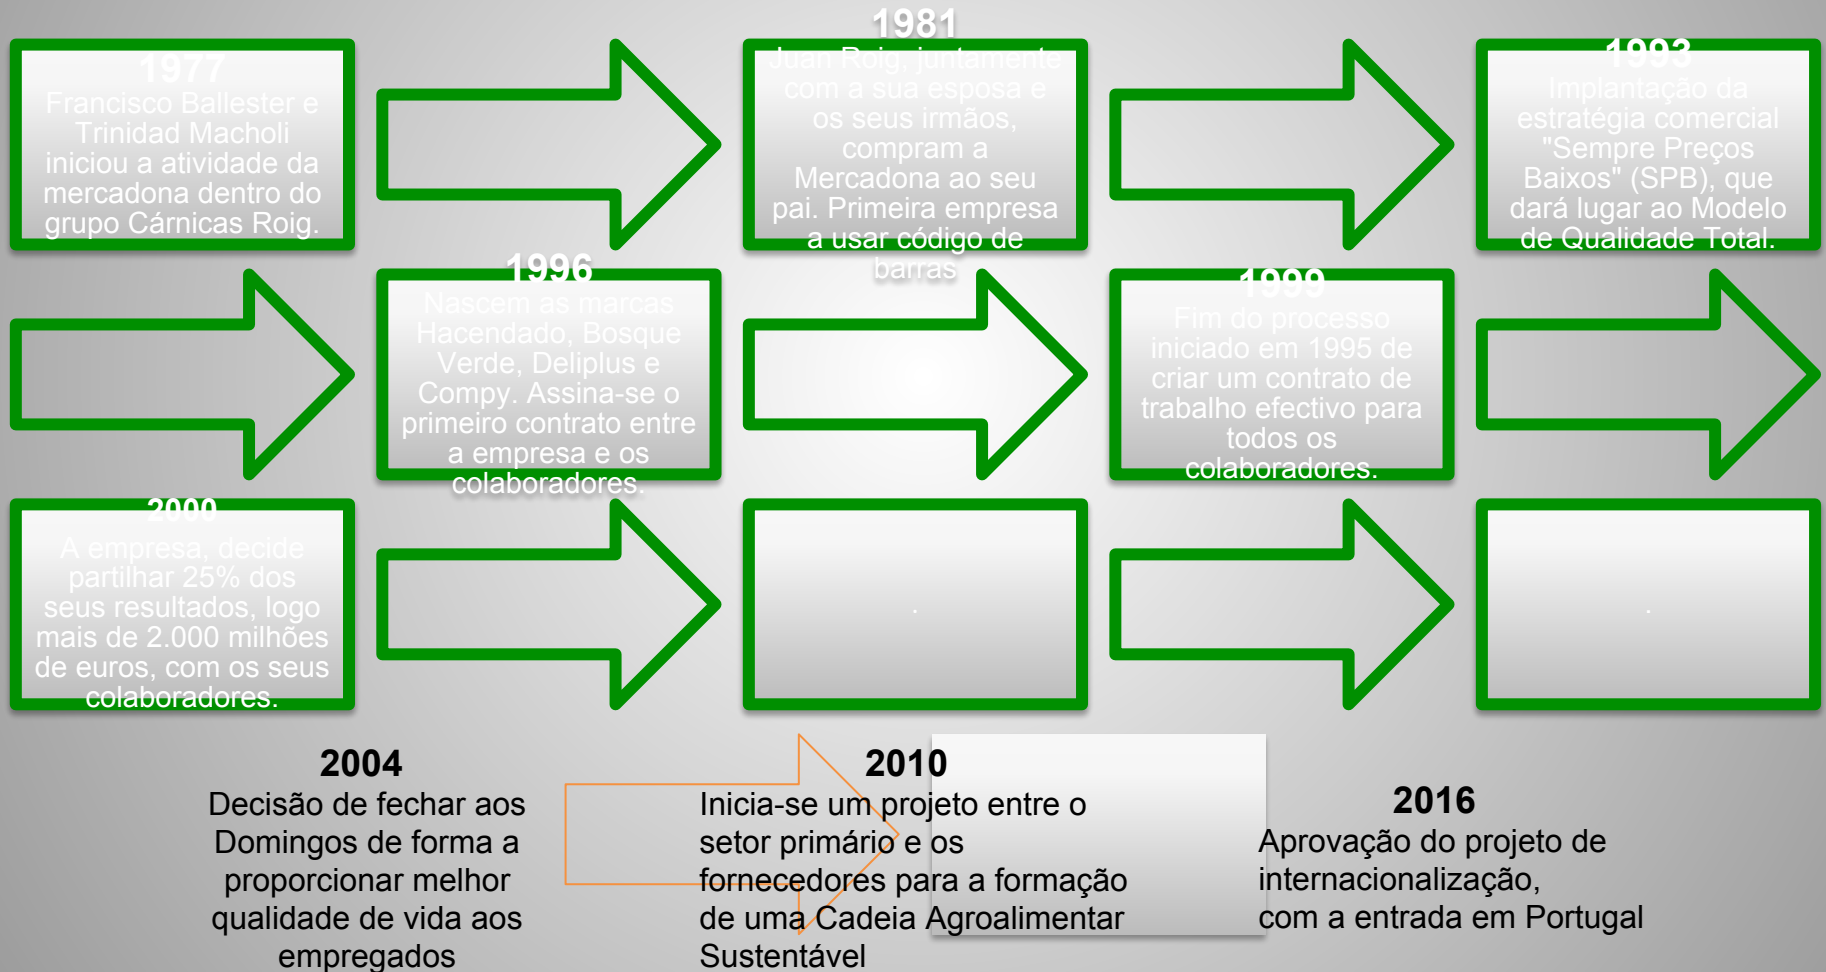 1977
Francisco Ballester e
Trinidad Macholi
iniciou a atividade da
mercadona dentro do
grupo Cárnicas Roig.
1981
Juan Roig, juntamente
com a sua esposa e
os seus irmãos,
compram a
Mercadona ao seu
pai. Primeira empresa
a usar código de
barras
1993
Implantação da
estratégia comercial
"Sempre Preços
Baixos" (SPB), que
dará lugar ao Modelo
de Qualidade Total.
1996
Nascem as marcas
Hacendado, Bosque
Verde, Deliplus e
Compy. Assina-se o
primeiro contrato entre
a empresa e os
colaboradores.
1999
Fim do processo
iniciado em 1995 de
criar um contrato de
trabalho efectivo para
todos os
colaboradores.
2000
A empresa, decide
partilhar 25% dos
seus resultados, logo
mais de 2.000 milhões
de euros, com os seus
colaboradores.
.
.
2004
Decisão de fechar aos
Domingos de forma a
proporcionar melhor
qualidade de vida aos
empregados
2010
Inicia-se um projeto entre o
setor primário e os
fornecedores para a formação
de uma Cadeia Agroalimentar
Sustentável
2016
Aprovação do projeto de
internacionalização,
com a entrada em Portugal